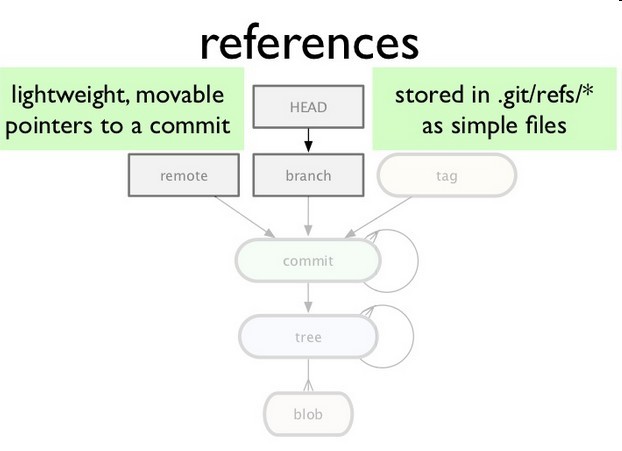 references
lightweight, movable
pointers to a commit
HEAD
stored in .git/refs/*
as simple files
remote
branch
tag
commit
tree
blob